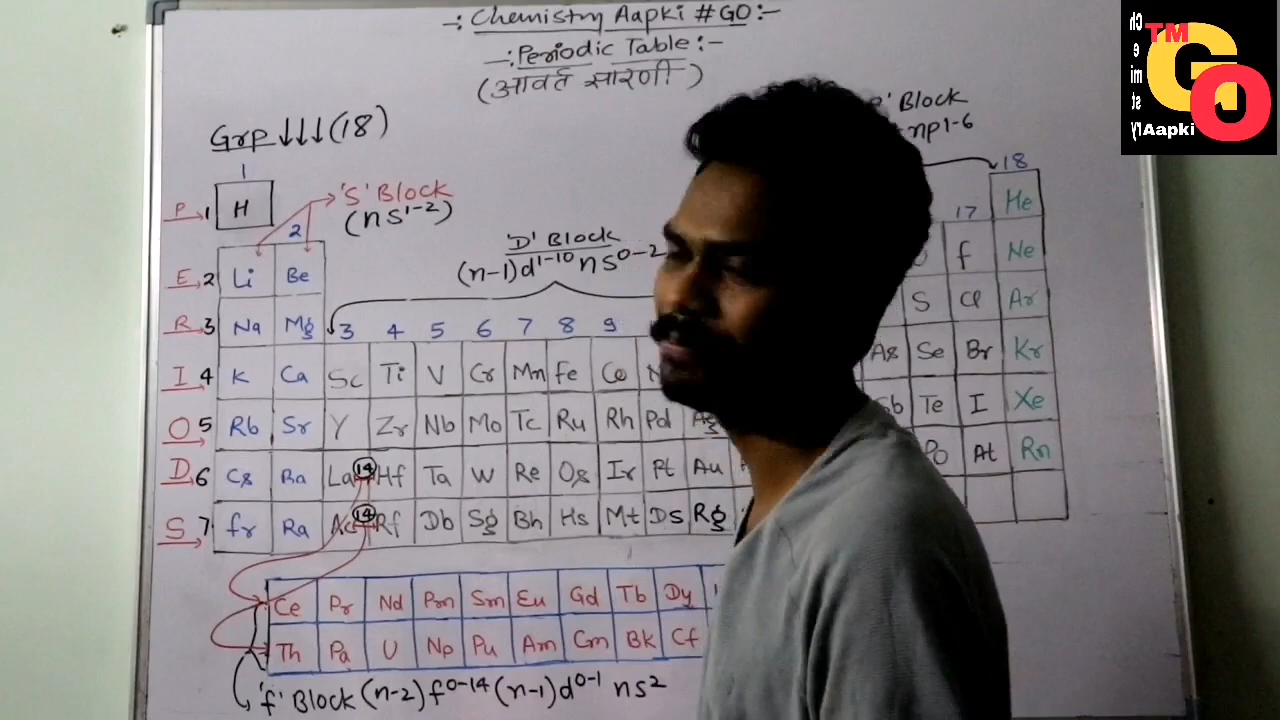 -: Chemistry Aapki #GO:-
-: Periodic Table:-
(आवर्त सारणी)
TM
GO
Chemistry
Aapki
Grp ↓↓↓ (18)
Block
np1-6
1
18
P 1 H He
'S' Block
(ns1-2)
2
17
'D' Block
(n-1)d1-10 ns0-2
E 2 Li Be f Ne
R 3 Na Mg S Cl Ar
3 4 5 6 7 8 9
I 4 K Ca Sc Ti V Cr Mn Fe Co As Se Br Kr
O 5 Rb Sr Y Zr Nb Mo Tc Ru Rh Pd Ag Te I Xe
D 6 Cs Ba La 14 Hf Ta W Re Os Ir Pt Au Po At Rn
S 7 fr Ra Ac 14 Rf Db Sg Bh Hs Mt Ds Rg
Ce Pr Nd Pm Sm Eu Gd Tb Dy
Th Pa U Np Pu Am Cm Bk Cf
'f' Block (n-2)f0-14 (n-1)d0-1 ns2